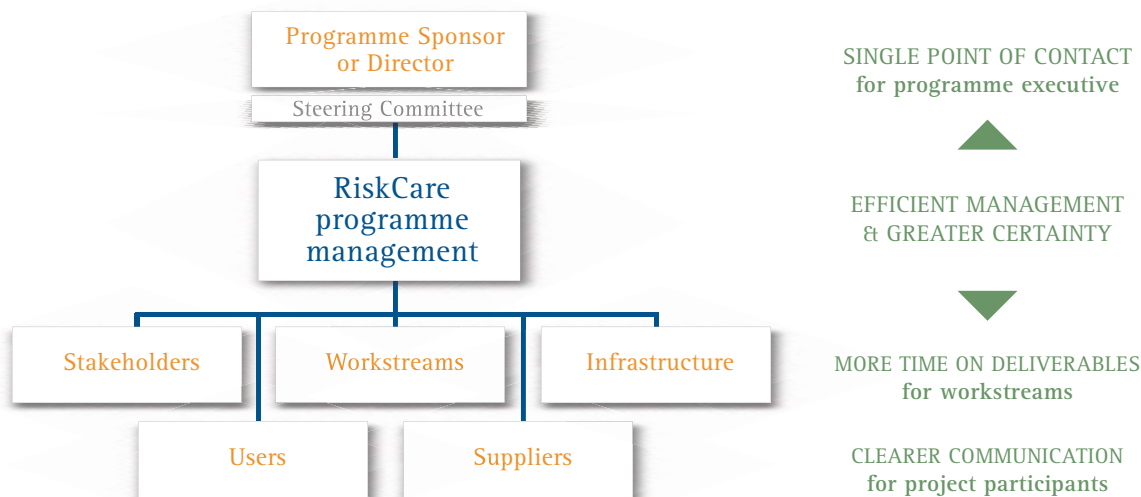 Programme Sponsor
or Director
Steering Committee
RiskCare
programme
management
Stakeholders
Workstreams
Infrastructure
Users
Suppliers
SINGLE POINT OF CONTACT
for programme executive
EFFICIENT MANAGEMENT
& GREATER CERTAINTY
MORE TIME ON DELIVERABLES
for workstreams
CLEARER COMMUNICATION
for project participants